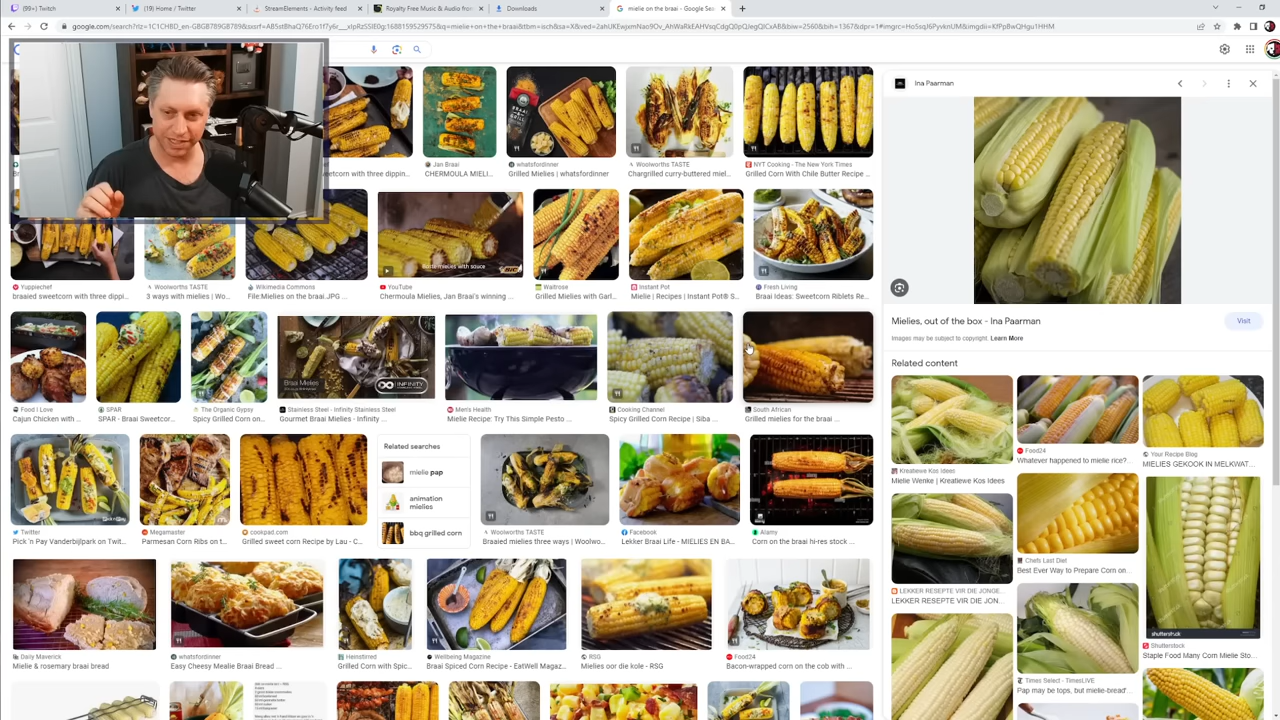 (99+) Twitch
(19) Home / Twitter
StreamElements - Activity feed
Royalty Free Music & Audio from
Downloads
mielie on the braai - Google Sea
etcorn with three dippin...
Jan Braai
CHERMOULA MIELI...
whatsfordinner
Grilled Mielies | whatsfordinner
Woolworths TASTE
Chargrilled curry-buttered miel...
NYT Cooking - The New York Times
Grilled Corn With Chile Butter Recipe ...
Ina Paarman
Yuppiechef
braaied sweetcorn with three dippi...
Woolworths TASTE
3 ways with mielies | Wo...
Wikimedia Commons
File:Mielies on the braai.JPG ...
YouTube
Chermoula Mielies, Jan Braai's winning ...
Waitrose
Grilled Mielies with Garl...
Instant Pot
Mielie | Recipes | Instant Pot® S...
Fresh Living
Braai Ideas: Sweetcorn Riblets Re...
Mielies, out of the box - Ina Paarman
Visit
Images may be subject to copyright. Learn More
Related content
Braai Mielies
INFINITY
Food i Love
Cajun Chicken with ...
SPAR
SPAR - Braai Sweetcor...
The Organic Gypsy
Spicy Grilled Corn on...
Stainless Steel - Infinity Stainless Steel
Gourmet Braai Mielies - Infinity ...
Men's Health
Mielie Recipe: Try This Simple Pesto ...
Cooking Channel
Spicy Grilled Corn Recipe | Siba ...
South African
Grilled mielies for the braai ...
Related searches
mielie pap
animation
mielies
bbq grilled corn
Kreatiewe Kos Idees
Mielie Wenke | Kreatiewe Kos Idees
Food24
Whatever happened to mielie rice?...
Your Recipe Blog
MIELIES GEKOOK IN MELKWAT...
Twitter
Pick 'n Pay Vanderbijlpark on Twit...
Megamaster
Parmesan Corn Ribs on t...
cookpad.com
Grilled sweet corn Recipe by Lau - C...
Woolworths TASTE
Braaied mielies three ways | Woolwo...
Facebook
Lekker Braai Life - MIELIES EN BA...
Alamy
Corn on the braai hi-res stock ...
Chefs Last Diet
Best Ever Way to Prepare Corn on...
LEKKER RESEPTE VIR DIE JONGE...
LEKKER RESEPTE VIR DIE JON...
shutterstock
Shutterstock
Staple Food Many Corn Mielie Sto...
Daily Maverick
Mielie & rosemary braai bread
whatsfordinner
Easy Cheesy Mealie Braai Bread ...
Heinstirred
Grilled Corn with Spic...
Wellbeing Magazine
Braai Spiced Corn Recipe - EatWell Magaz...
RSG
Mielies oor die kole - RSG
Food24
Bacon-wrapped corn on the cob with ...
Times Select - TimesLIVE
Pap may be tops, but mielie-bread...